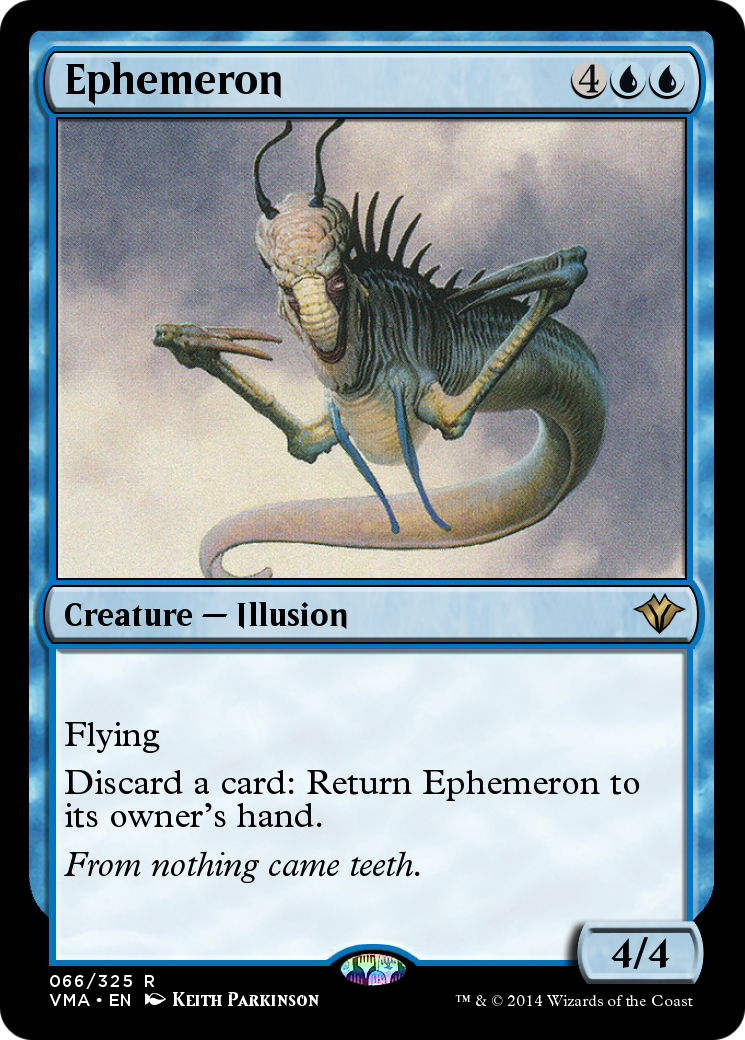 Ephemeron 4
Creature — Illusion
Flying
Discard a card: Return Ephemeron to
its owner's hand.
From nothing came teeth.
4/4
066/325 R
VMA • EN Keith Parkinson
™ & © 2014 Wizards of the Coast